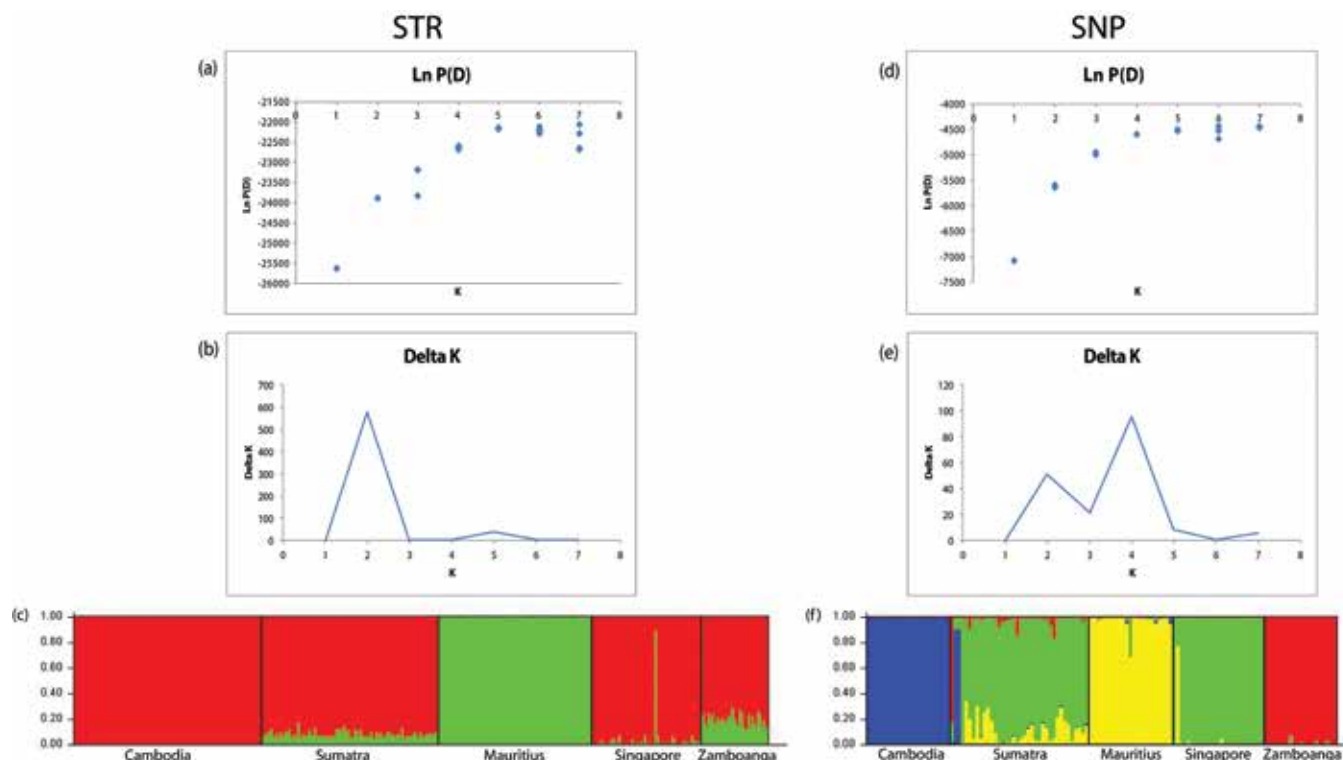 STR
SNP
(a)
Ln P(D)
-21500
0 1 2 3 4 5 6 7 8
-22000
-22500
-23000
-23500
-24000
-24500
-25000
-25500
-26000
Ln P(D)
K
(d)
Ln P(D)
-4000
0 1 2 3 4 5 6 7 8
-4500
-5000
-5500
-6000
-6500
-7000
-7500
Ln P(D)
K
(b)
Delta K
700
600
500
400
300
200
100
0
0 1 2 3 4 5 6 7 8
Delta K
K
(e)
Delta K
120
100
80
60
40
20
0
0 1 2 3 4 5 6 7 8
Delta K
K
(c)
1.00
0.80
0.60
0.40
0.20
0.00
Cambodia Sumatra Mauritius Singapore Zamboanga
(f)
1.00
0.80
0.60
0.40
0.20
0.00
Cambodia Sumatra Mauritius Singapore Zamboanga